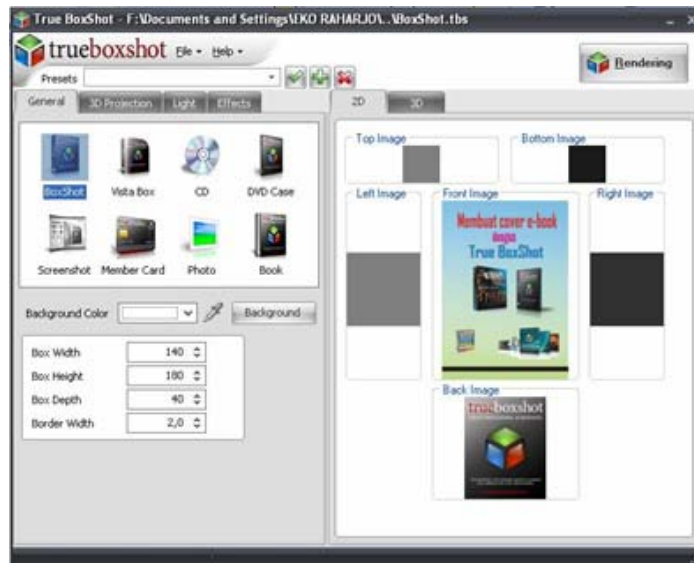 True BoxShot - F:\Documents and Settings\EKO RAHARJO\..\BoxShot.tbs
trueboxshot File Help
Rendering
Presets
General 3D Projection Light Effects
BoxShot Vista Box CD DVD Case
Screenshot Member Card Photo Book
Background Color Background
Box Width 140
Box Height 180
Box Depth 40
Border Width 2,0
2D 3D
Top Image Bottom Image
Left Image Front Image Right Image
Membuat cover e-book
dengan
True BoxShot
Back Image
trueboxshot